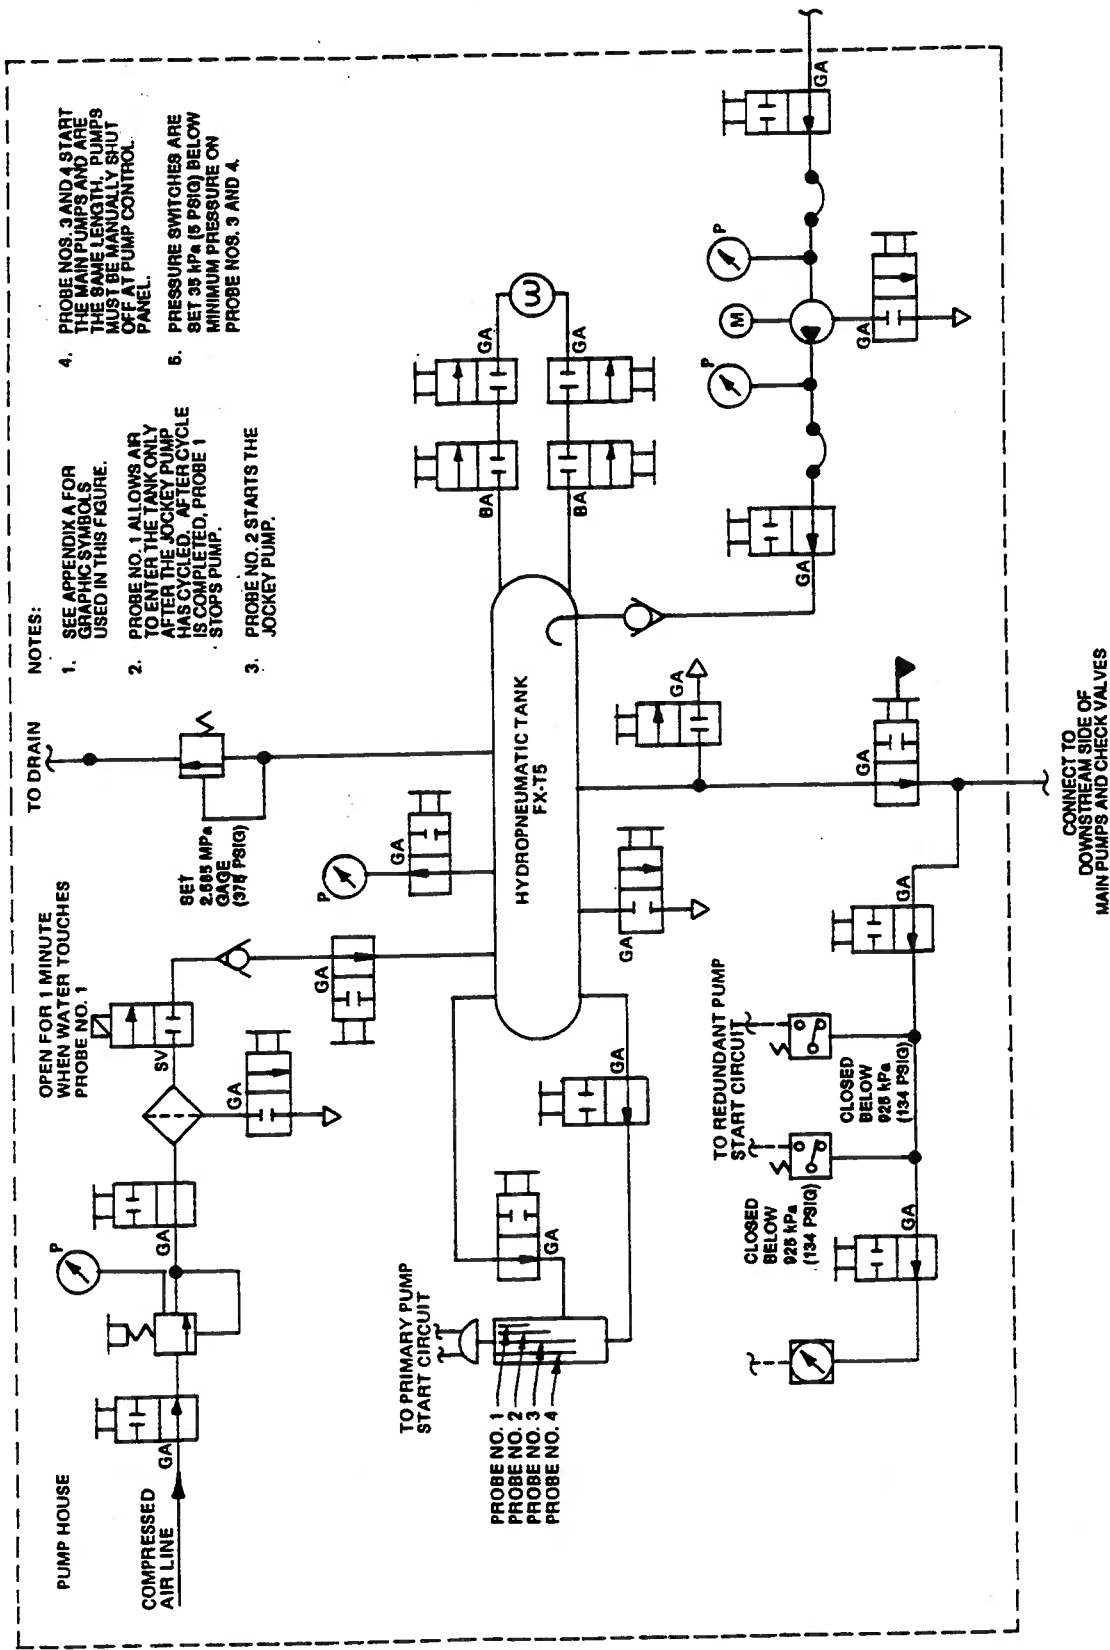 NOTES:
1. SEE APPENDIX A FOR
GRAPHIC SYMBOLS
USED IN THIS FIGURE.
2. PROBE NO. 1 ALLOWS AIR
TO ENTER THE TANK ONLY
AFTER THE JOCKEY PUMP
HAS CYCLED. AFTER CYCLE
IS COMPLETED, PROBE 1
STOPS PUMP.
3. PROBE NO. 2 STARTS THE
JOCKEY PUMP.
4. PROBE NOS. 3 AND 4 START
THE MAIN PUMPS AND ARE
THE SAME LENGTH. PUMPS
MUST BE MANUALLY SHUT
OFF AT PUMP CONTROL
PANEL.
5. PRESSURE SWITCHES ARE
SET 35 kPa (5 PSIG) BELOW
MINIMUM PRESSURE ON
PROBE NOS. 3 AND 4.
PUMP HOUSE
COMPRESSED
AIR LINE
GA
P
GA
GA
SV
OPEN FOR 1 MINUTE
WHEN WATER TOUCHES
PROBE NO. 1
GA
TO DRAIN
SET
2.585 MPa
GAGE
(375 PSIG)
P
GA
HYDROPNEUMATIC TANK
FX-T5
BA
GA
BA
GA
TO PRIMARY PUMP
START CIRCUIT
PROBE NO. 1
PROBE NO. 2
PROBE NO. 3
PROBE NO. 4
GA
GA
GA
GA
GA
GA
P
M
P
GA
GA
TO REDUNDANT PUMP
START CIRCUIT
CLOSED
BELOW
925 kPa
(134 PSIG)
CLOSED
BELOW
925 kPa
(134 PSIG)
GA
GA
CONNECT TO
DOWNSTREAM SIDE OF
MAIN PUMPS AND CHECK VALVES